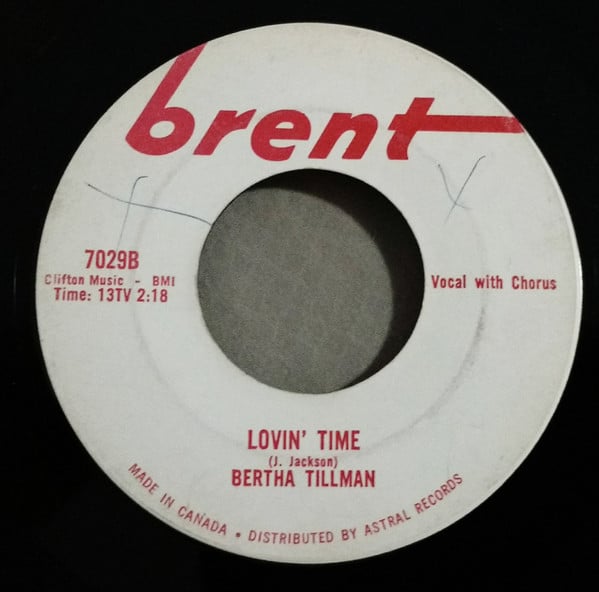 brent
7029B
Clifton Music - BMI
Time: 13TV 2:18
Vocal with Chorus
LOVIN' TIME
(J. Jackson)
BERTHA TILLMAN
MADE IN CANADA • DISTRIBUTED BY ASTRAL RECORDS